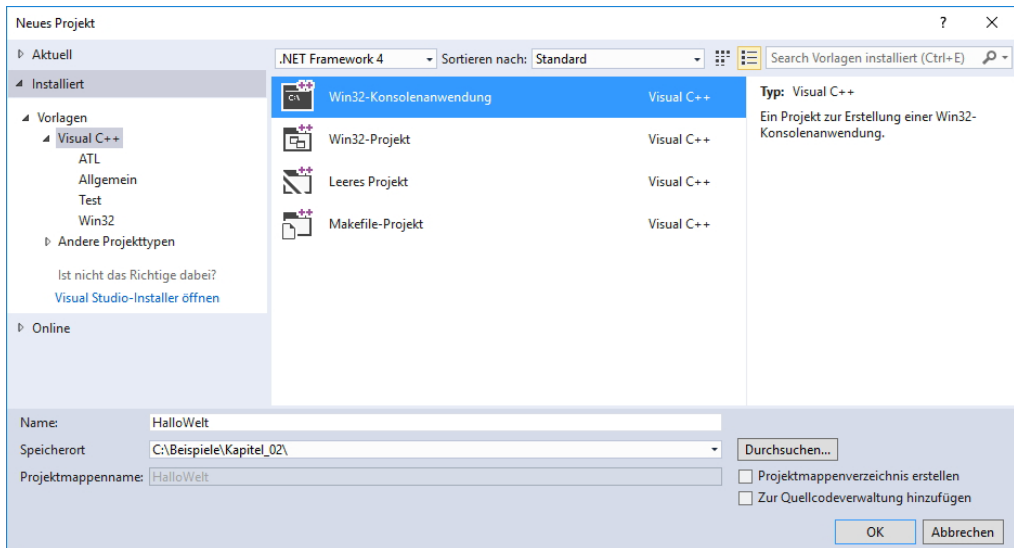 Neues Projekt
Aktuell
Installiert
Vorlagen
Visual C++
ATL
Allgemein
Test
Win32
Andere Projekttypen
Ist nicht das Richtige dabei?
Visual Studio-Installer öffnen
Online
.NET Framework 4 Sortieren nach: Standard
Win32-Konsolenanwendung Visual C++
Win32-Projekt Visual C++
Leeres Projekt Visual C++
Makefile-Projekt Visual C++
Search Vorlagen installiert (Ctrl+E)
Typ: Visual C++
Ein Projekt zur Erstellung einer Win32-
Konsolenanwendung.
Name: HalloWelt
Speicherort C:\Beispiele\Kapitel_02\ Durchsuchen...
Projektmappenname: HalloWelt
Projektmappenverzeichnis erstellen
Zur Quellcodeverwaltung hinzufügen
OK Abbrechen